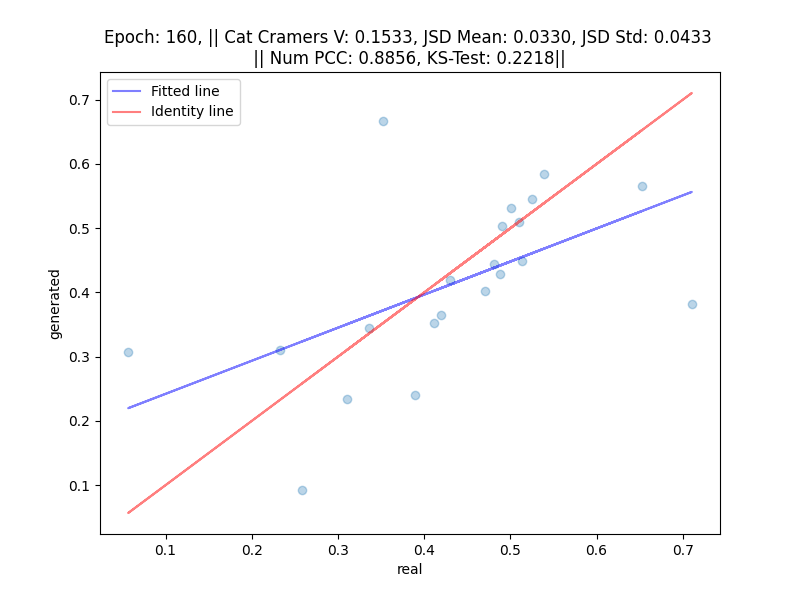 Epoch: 160, || Cat Cramers V: 0.1533, JSD Mean: 0.0330, JSD Std: 0.0433
|| Num PCC: 0.8856, KS-Test: 0.2218||
Fitted line
Identity line
generated
0.7
0.6
0.5
0.4
0.3
0.2
0.1
0.1 0.2 0.3 0.4 0.5 0.6 0.7
real